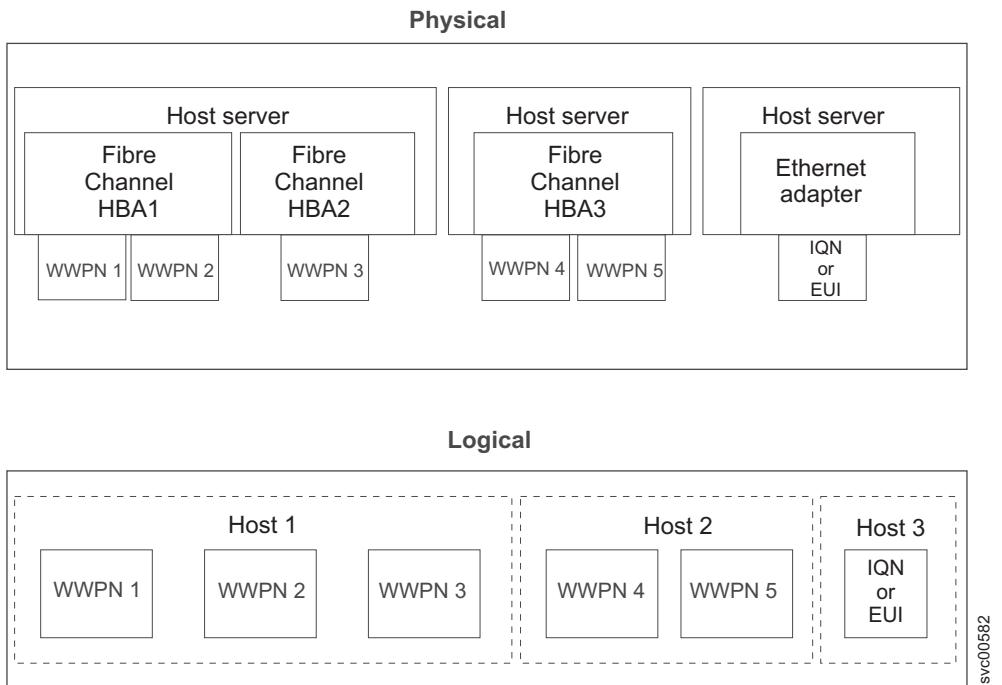 Physical
Host server
Fibre
Channel
HBA1
Fibre
Channel
HBA2
WWPN 1
WWPN 2
WWPN 3
Host server
Fibre
Channel
HBA3
WWPN 4
WWPN 5
Host server
Ethernet
adapter
IQN
or
EUI
Logical
Host 1
WWPN 1
WWPN 2
WWPN 3
Host 2
WWPN 4
WWPN 5
Host 3
IQN
or
EUI
svc00582